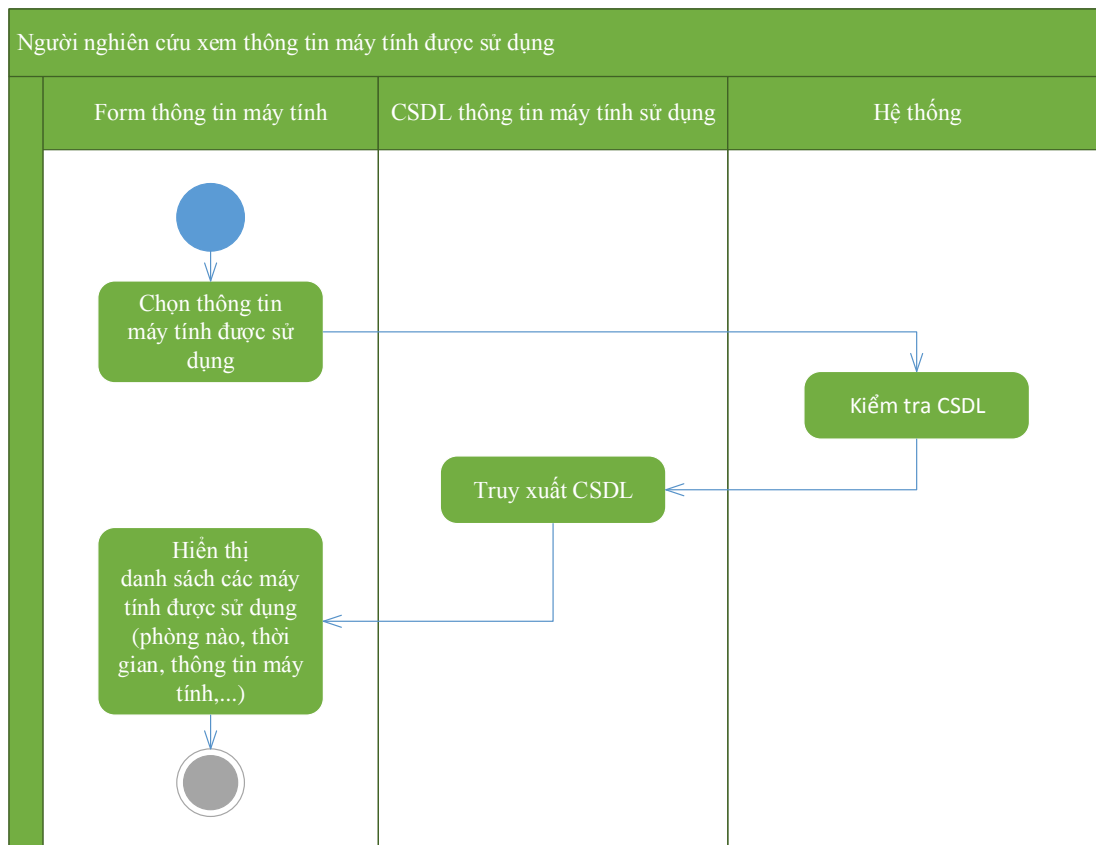 Người nghiên cứu xem thông tin máy tính được sử dụng
Form thông tin máy tính
CSDL thông tin máy tính sử dụng
Hệ thống
Chọn thông tin
máy tính được sử
dụng
Kiểm tra CSDL
Truy xuất CSDL
Hiển thị
danh sách các máy
tính được sử dụng
(phòng nào, thời
gian, thông tin máy
tính,...)